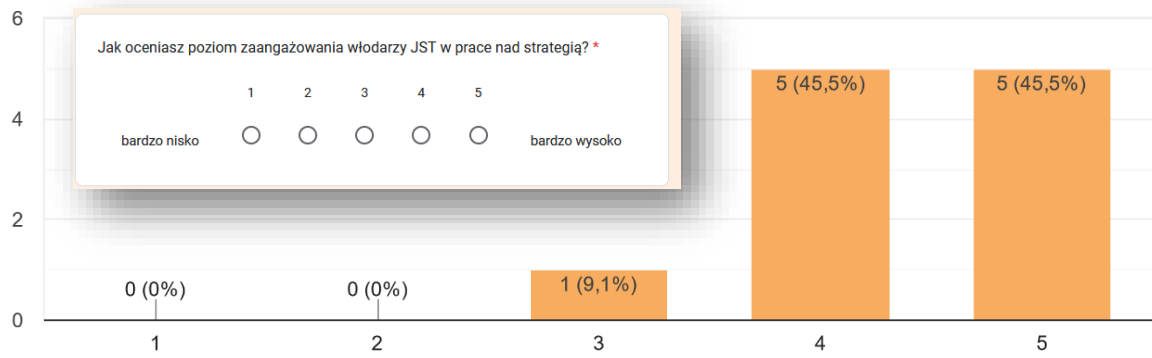 Jak oceniasz poziom zaangażowania włodarzy JST w prace nad strategią? *
1 2 3 4 5
bardzo nisko bardzo wysoko
6
4
2
0
0 (0%) 0 (0%) 1 (9,1%) 5 (45,5%) 5 (45,5%)
1 2 3 4 5